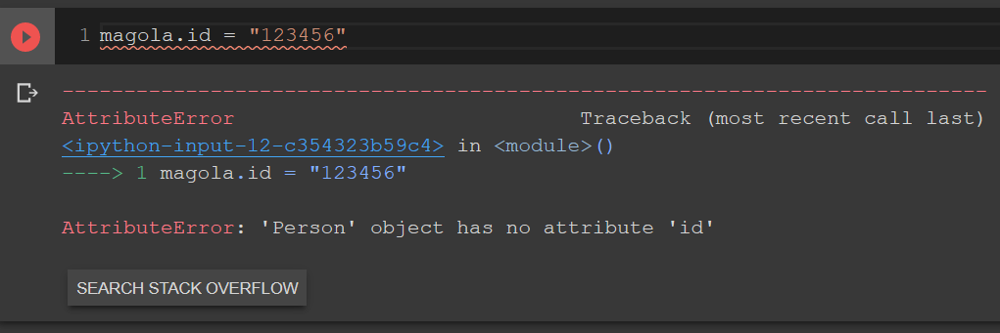 1 magola.id = "123456"
---------------------------------------------------------------------------
AttributeError                            Traceback (most recent call last)
<ipython-input-12-c354323b59c4> in <module>()
----> 1 magola.id = "123456"
AttributeError: 'Person' object has no attribute 'id'
SEARCH STACK OVERFLOW